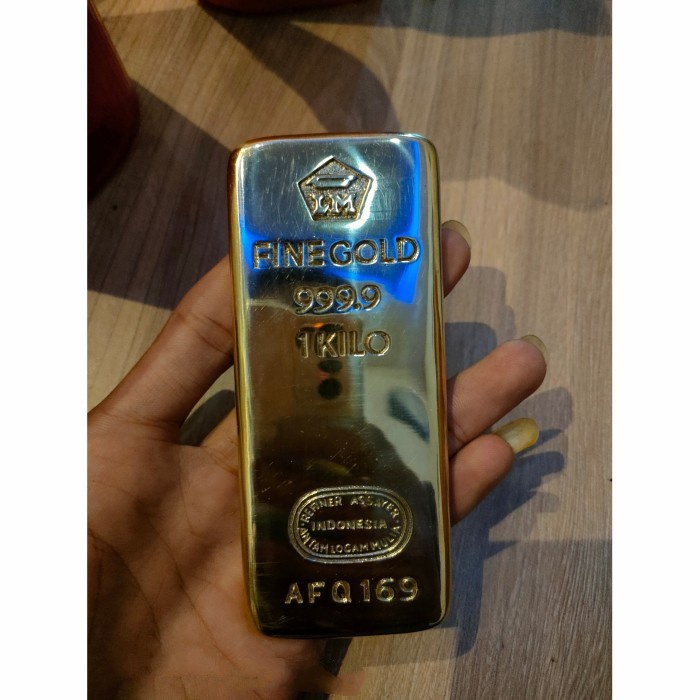 LM
FINE GOLD
999.9
1 KILO
REFINER ASSAYER
INDONESIA
ANTAM LOGAM MULIA
AFQ169